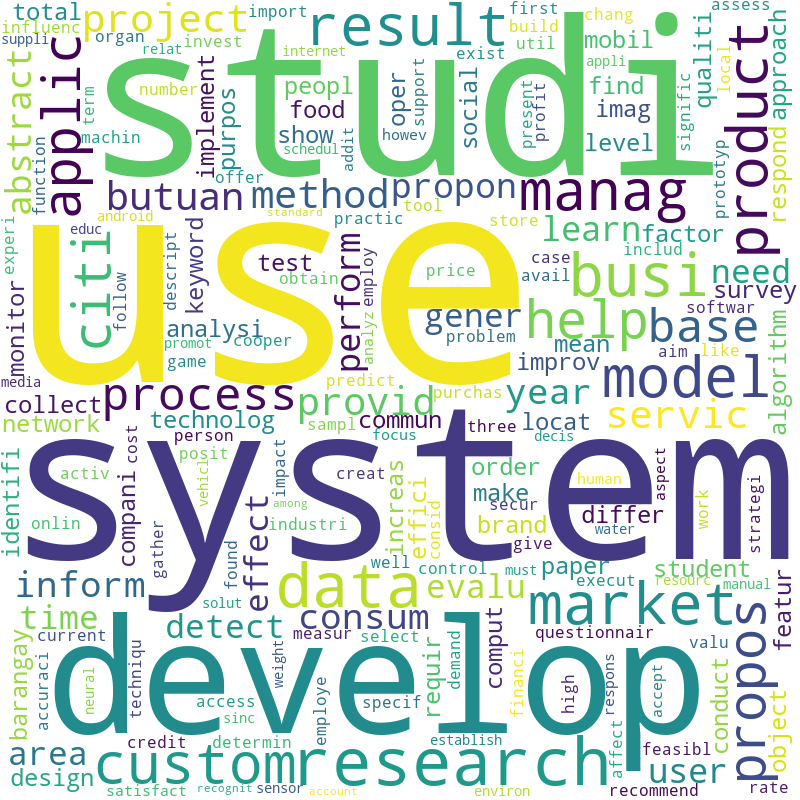 total
project
import
result
first
chang
assess
influenc
organ
invest
studi
exist
build
util
mobil
approach
suppli
relat
internet
appli
local
abstract
applic
number
peopl
oper
support
social
find
qualiti
product
term
implement
purpos
food
show
imag
level
signific
machin
function
schedul
howev
addit
present
profit
offer
butuan
method
propon
manag
prototyp
respond
android
standard
practic
tool
store
learn
factor
experi
educ
citi
keyword
use
test
obtain
price
case
avail
includ
busi
need
descript
follow
monitor
perform
employ
analyz
gener
help
base
survey
softwar
analysi
promot
game
cooper
problem
mean
improv
aim
like
model
algorithm
media
collect
process
predict
provid
purchas
year
servic
network
technolog
sampl
commun
three
locat
person
focus
decis
identifi
activ
cost
posit
system
impact
creat
increas
effici
consid
order
make
secur
human
aspect
work
strategi
onlin
compani
gather
vehicl
among
industri
brand
differ
water
give
inform
effect
found
well
data
control
evalu
must
paper
execut
student
resourc
manual
featur
solut
time
detect
consum
comput
market
propos
barangay
current
measur
select
requir
demand
questionnair
valu
conduct
object
accuraci
neural
techniqu
develop
weight
access
specif
financi
high
respons
accept
sinc
employe
area
design
credit
determin
custom
research
establish
affect
feasibl
user
satisfact
recognit
sensor
account
environ
recommend
rate